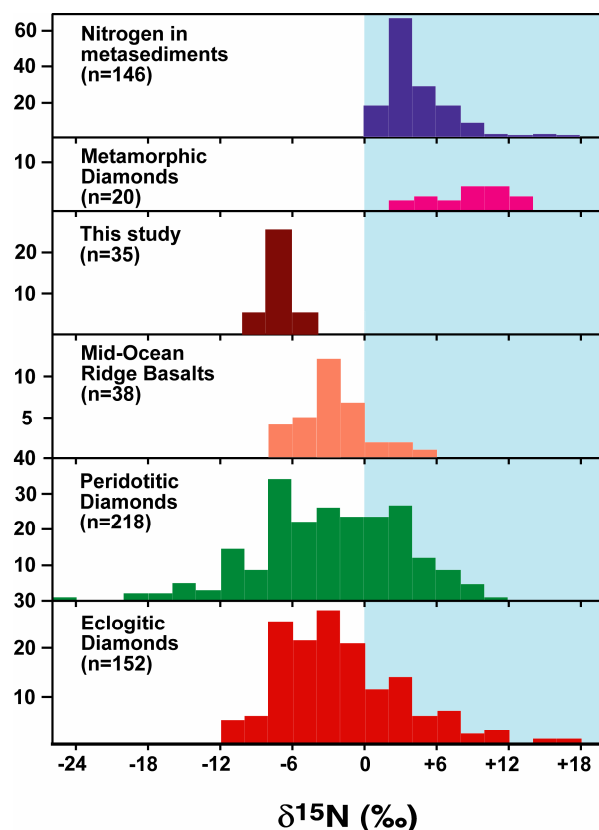 60
40
20
Nitrogen in
metasediments
(n=146)
10
Metamorphic
Diamonds
(n=20)
20
10
This study
(n=35)
10
5
Mid-Ocean
Ridge Basalts
(n=38)
40
30
20
10
Peridotitic
Diamonds
(n=218)
30
20
10
Eclogitic
Diamonds
(n=152)
-24 -18 -12 -6 0 +6 +12 +18
δ¹⁵N (‰)